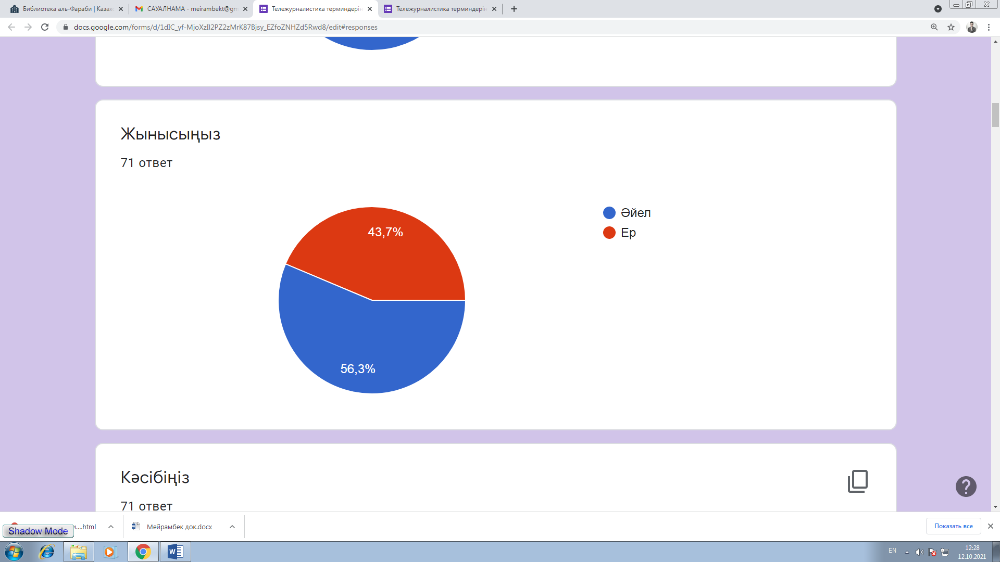 Библиотека аль-Фараби | Казахс
САУАЛНАМА - meirambekt@gm
Тележурналистика терминдерін
Тележурналистика терминдерін
docs.google.com/forms/d/1dIC_yf-MjoXzIl2PZ2zMrK87Bjsy_EZfoZNHZd5Rwd8/edit#responses
Жынысыңыз
71 ответ
Әйел
Ер
43,7%
56,3%
Кәсібіңіз
71 ответ
Shadow Mode
и....html
Мейрамбек док.docx
Показать все
EN
12:28
12.10.2021